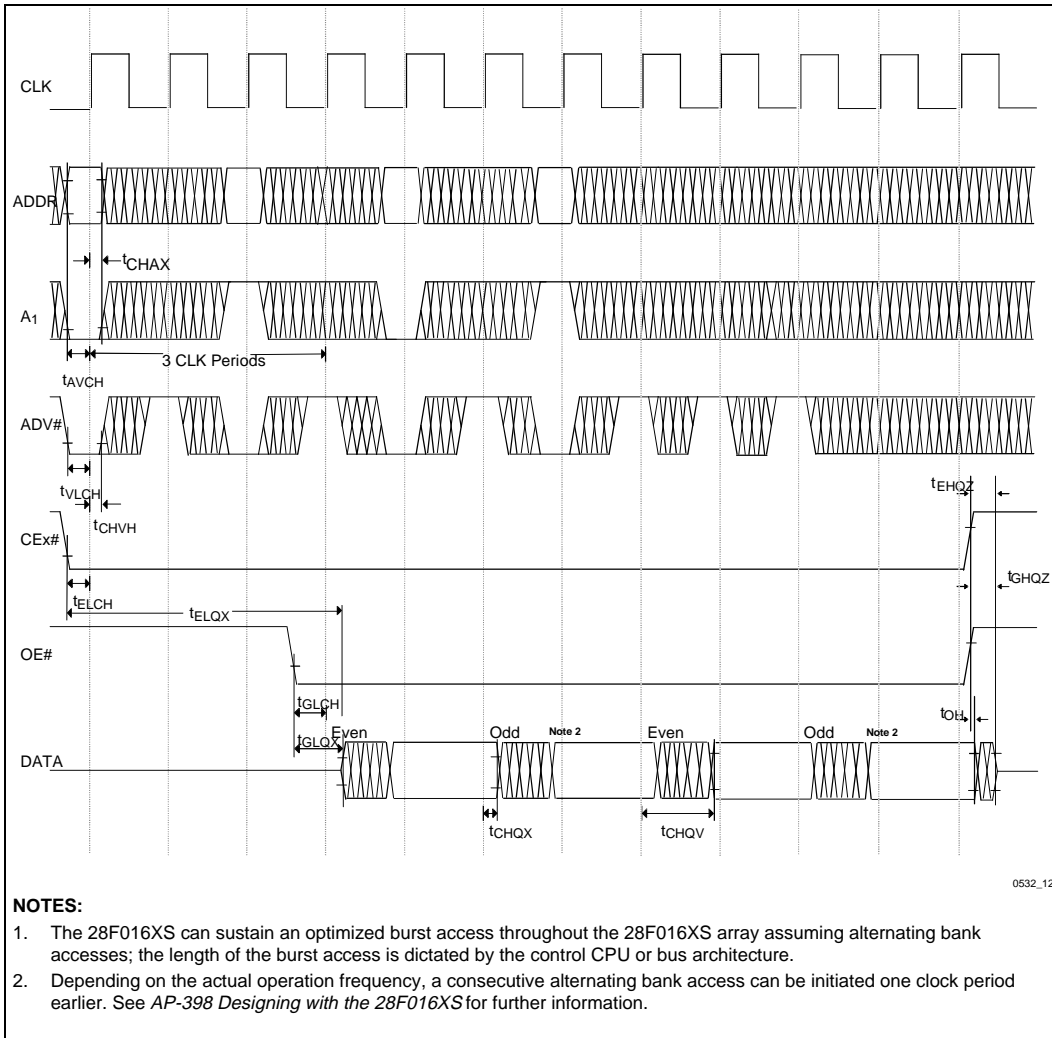 CLK
ADDR
tCHAX
A1
3 CLK Periods
tAVCH
ADV#
tVLCH
tCHVH
tEHQZ
CEx#
tGHQZ
tELCH
tELQX
OE#
tGLCH
tOH
tGLQX
Even Odd Note 2 Even Odd Note 2
DATA
tCHQX
tCHQV
0532_12
NOTES:
1. The 28F016XS can sustain an optimized burst access throughout the 28F016XS array assuming alternating bank
accesses; the length of the burst access is dictated by the control CPU or bus architecture.
2. Depending on the actual operation frequency, a consecutive alternating bank access can be initiated one clock period
earlier. See AP-398 Designing with the 28F016XS for further information.